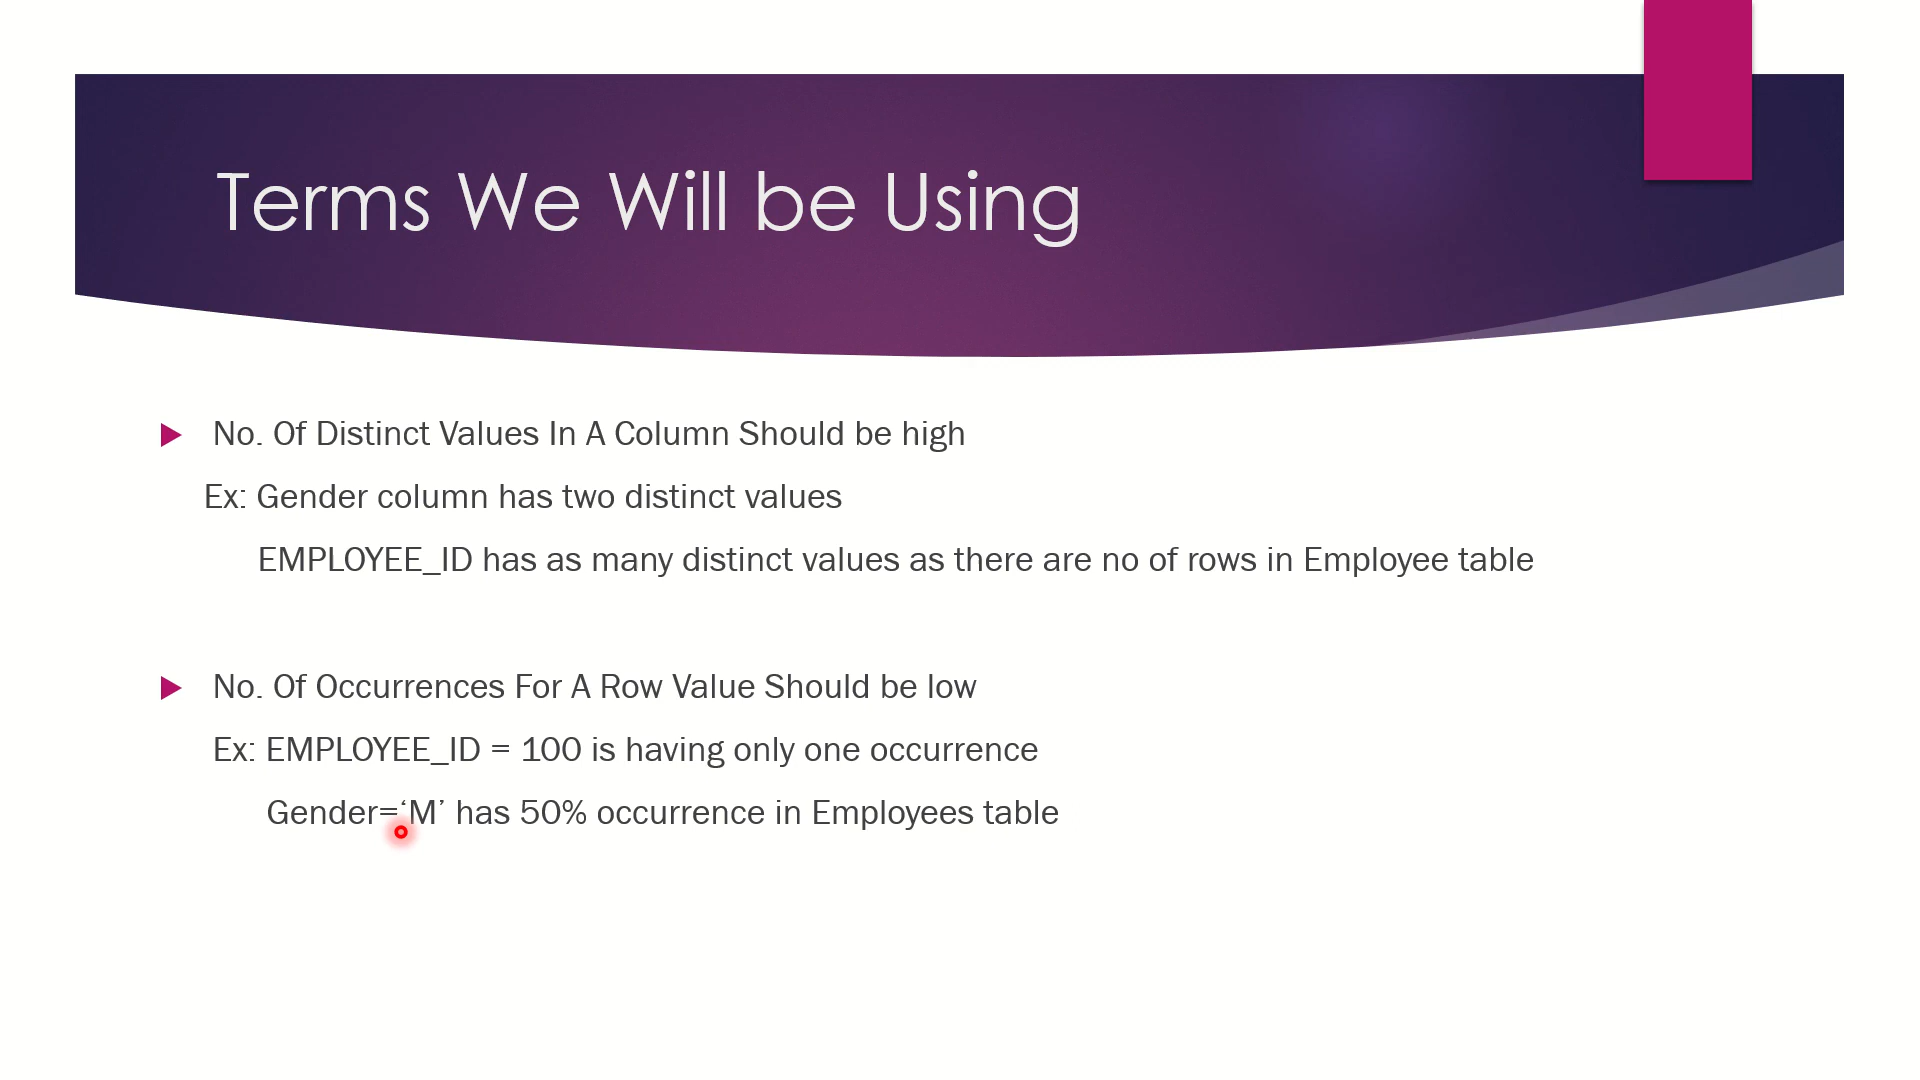 Terms We Will be Using
No. Of Distinct Values In A Column Should be high
Ex: Gender column has two distinct values
EMPLOYEE_ID has as many distinct values as there are no of rows in Employee table
No. Of Occurrences For A Row Value Should be low
Ex: EMPLOYEE_ID = 100 is having only one occurrence
Gender=‘M’ has 50% occurrence in Employees table